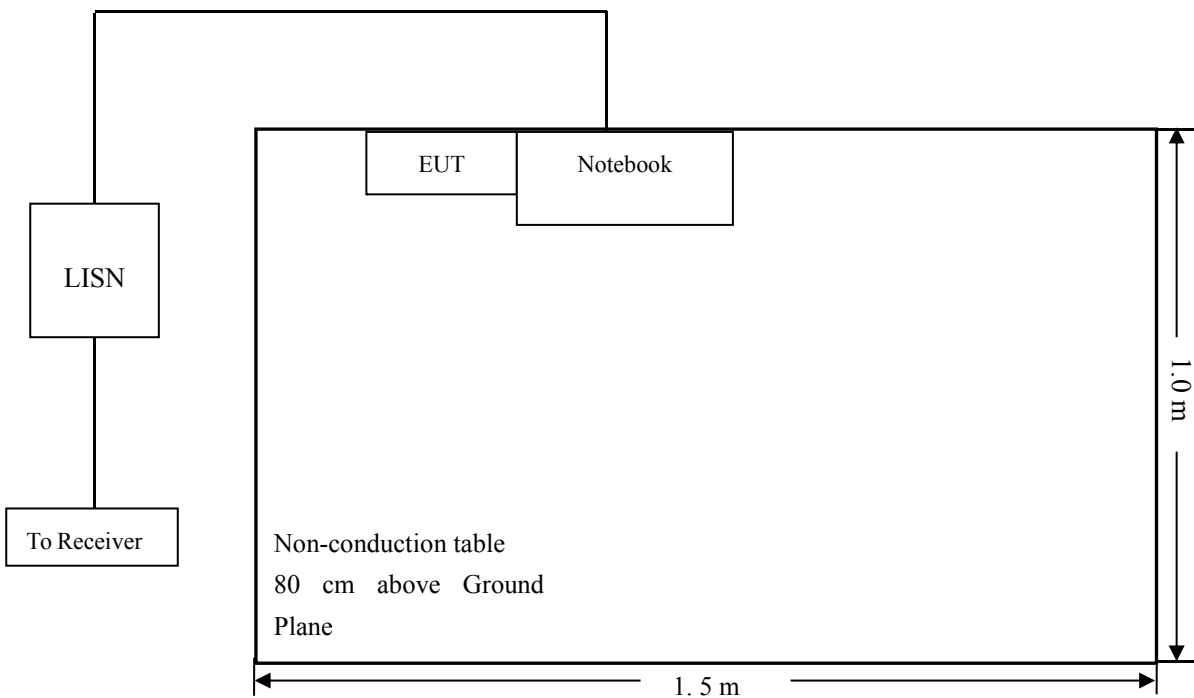 EUT
Notebook
LISN
1.0 m
To Receiver
Non-conduction table
80 cm above Ground
Plane
1. 5 m